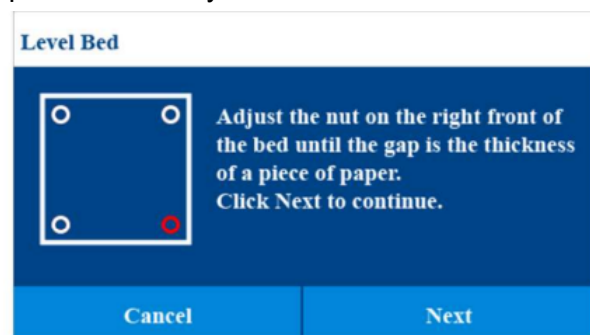 Level Bed
Adjust the nut on the right front of
the bed until the gap is the thickness
of a piece of paper.
Click Next to continue.
Cancel
Next